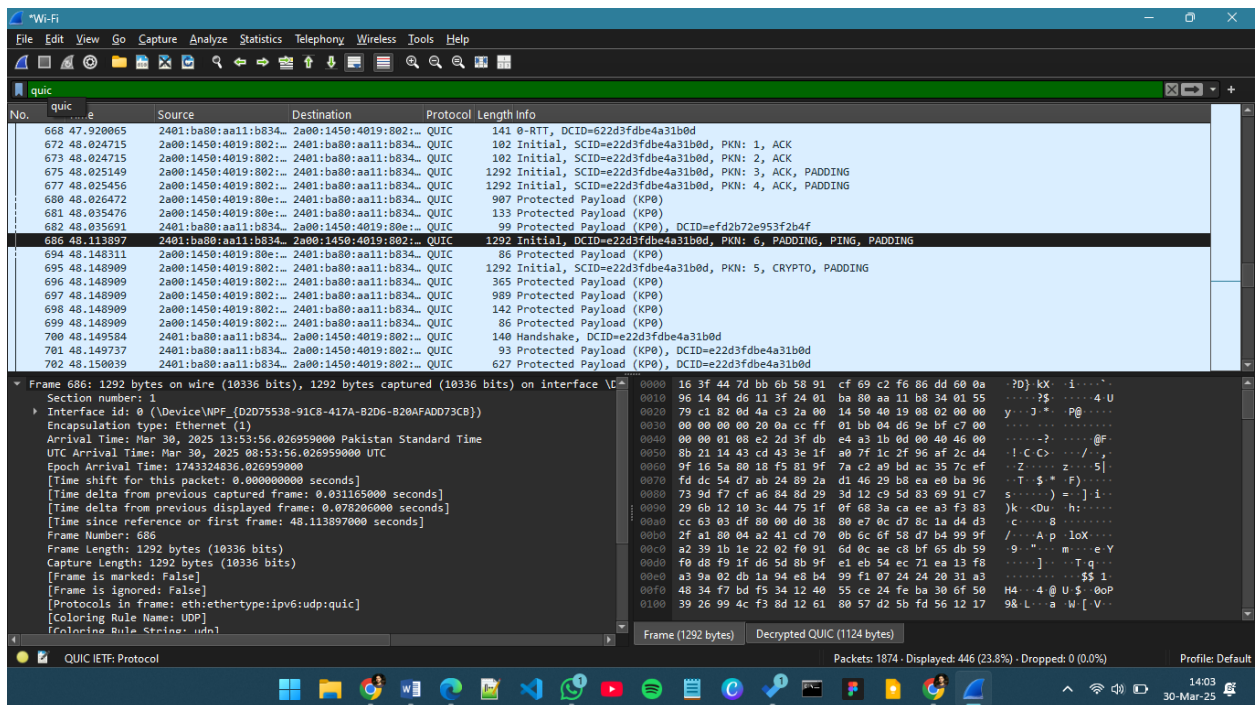 *Wi-Fi
File Edit View Go Capture Analyze Statistics Telephony Wireless Tools Help
quic
quic
No. Source Destination Protocol Length Info
668 47.920065 2401:ba80:aa11:b834… 2a00:1450:4019:802:… QUIC 141 0-RTT, DCID=622d3fdbe4a31b0d
672 48.024715 2a00:1450:4019:802:… 2401:ba80:aa11:b834… QUIC 102 Initial, SCID=e22d3fdbe4a31b0d, PKN: 1, ACK
673 48.024715 2a00:1450:4019:802:… 2401:ba80:aa11:b834… QUIC 102 Initial, SCID=e22d3fdbe4a31b0d, PKN: 2, ACK
675 48.025149 2a00:1450:4019:802:… 2401:ba80:aa11:b834… QUIC 1292 Initial, SCID=e22d3fdbe4a31b0d, PKN: 3, ACK, PADDING
677 48.025456 2a00:1450:4019:802:… 2401:ba80:aa11:b834… QUIC 1292 Initial, SCID=e22d3fdbe4a31b0d, PKN: 4, ACK, PADDING
680 48.026472 2a00:1450:4019:80e:… 2401:ba80:aa11:b834… QUIC 907 Protected Payload (KP0)
681 48.035476 2a00:1450:4019:80e:… 2401:ba80:aa11:b834… QUIC 133 Protected Payload (KP0)
682 48.035691 2401:ba80:aa11:b834… 2a00:1450:4019:80e:… QUIC 99 Protected Payload (KP0), DCID=efd2b72e953f2b4f
686 48.113897 2401:ba80:aa11:b834… 2a00:1450:4019:802:… QUIC 1292 Initial, DCID=e22d3fdbe4a31b0d, PKN: 6, PADDING, PING, PADDING
694 48.148311 2a00:1450:4019:80e:… 2401:ba80:aa11:b834… QUIC 86 Protected Payload (KP0)
695 48.148909 2a00:1450:4019:802:… 2401:ba80:aa11:b834… QUIC 1292 Initial, SCID=e22d3fdbe4a31b0d, PKN: 5, CRYPTO, PADDING
696 48.148909 2a00:1450:4019:802:… 2401:ba80:aa11:b834… QUIC 365 Protected Payload (KP0)
697 48.148909 2a00:1450:4019:802:… 2401:ba80:aa11:b834… QUIC 989 Protected Payload (KP0)
698 48.148909 2a00:1450:4019:802:… 2401:ba80:aa11:b834… QUIC 142 Protected Payload (KP0)
699 48.148909 2a00:1450:4019:802:… 2401:ba80:aa11:b834… QUIC 86 Protected Payload (KP0)
700 48.149584 2401:ba80:aa11:b834… 2a00:1450:4019:802:… QUIC 140 Handshake, DCID=e22d3fdbe4a31b0d
701 48.149737 2401:ba80:aa11:b834… 2a00:1450:4019:802:… QUIC 93 Protected Payload (KP0), DCID=e22d3fdbe4a31b0d
702 48.150039 2401:ba80:aa11:b834… 2a00:1450:4019:802:… QUIC 627 Protected Payload (KP0), DCID=e22d3fdbe4a31b0d
Frame 686: 1292 bytes on wire (10336 bits), 1292 bytes captured (10336 bits) on interface
Section number: 1
Interface id: 0 (\Device\NPF_{D2D75538-91C8-417A-B2D6-B20AFADD73CB})
Encapsulation type: Ethernet (1)
Arrival Time: Mar 30, 2025 13:53:56.026959000 Pakistan Standard Time
UTC Arrival Time: Mar 30, 2025 08:53:56.026959000 UTC
Epoch Arrival Time: 1743324836.026959000
[Time shift for this packet: 0.000000000 seconds]
[Time delta from previous captured frame: 0.031165000 seconds]
[Time delta from previous displayed frame: 0.078206000 seconds]
[Time since reference or first frame: 48.113897000 seconds]
Frame Number: 686
Frame Length: 1292 bytes (10336 bits)
Capture Length: 1292 bytes (10336 bits)
[Frame is marked: False]
[Frame is ignored: False]
[Protocols in frame: eth:ethertype:ipv6:udp:quic]
[Coloring Rule Name: UDP]
[Coloring Rule String: udp]
0000 16 3f 44 7d bb 6b 58 91 cf 69 c2 f6 86 dd 60 0a ·?D}·kX· ·i····`·
0010 96 14 04 d6 11 3f 24 01 ba 80 aa 11 b8 34 01 55 ·····?$· ·····4·U
0020 79 c1 82 0d 4a c3 2a 00 14 50 40 19 08 02 00 00 y···J·*· ·P@·····
0030 00 00 00 00 20 0a cc ff 01 bb 04 d6 9e bf c7 00
0040 00 00 01 08 e2 2d 3f db e4 a3 1b 0d 00 40 46 00 ·····-?· ·····@F·
0050 8b 21 14 43 cd 43 3e 1f a0 7f 1c 2f 96 af 2c d4 ·!·C·C>· ···/··,·
0060 9f 16 5a 80 18 f5 81 9f 7a c2 a9 bd ac 35 7c ef ··Z····· z····5|·
0070 fd dc 54 d7 ab 24 89 2a d1 46 29 b8 ea e0 ba 96 ··T··$·* ·F)·····
0080 73 9d f7 cf a6 84 8d 29 3d 12 c9 5d 83 69 91 c7 s······) =··]·i··
0090 29 6b 12 10 3c 44 75 1f 0f 68 3a ca ee a3 f3 83 )k··<Du· ·h:·····
00a0 cc 63 03 df 80 00 d0 38 80 e7 0c d7 8c 1a d4 d3 ·c·····8 ········
00b0 2f a1 80 04 a2 41 cd 70 0b 6c 6f 58 d7 b4 99 9f /····A·p ·loX····
00c0 a2 39 1b 1e 22 02 f0 91 6d 0c ae c8 bf 65 db 59 ·9··"··· m····e·Y
00d0 f0 d8 f9 1f d6 5d 8b 9f e1 eb 54 ec 71 ea 13 f8 ·····]·· ··T·q···
00e0 a3 9a 02 db 1a 94 e8 b4 99 f1 07 24 24 20 31 a3 ········ ···$$ 1·
00f0 48 34 f7 bd f5 34 12 40 55 ce 24 fe ba 30 6f 50 H4···4·@ U·$··0oP
0100 39 26 99 4c f3 8d 12 61 80 57 d2 5b fd 56 12 17 9&·L···a ·W·[·V··
Frame (1292 bytes) Decrypted QUIC (1124 bytes)
QUIC IETF: Protocol Packets: 1874 · Displayed: 446 (23.8%) · Dropped: 0 (0.0%) Profile: Default
14:03
30-Mar-25